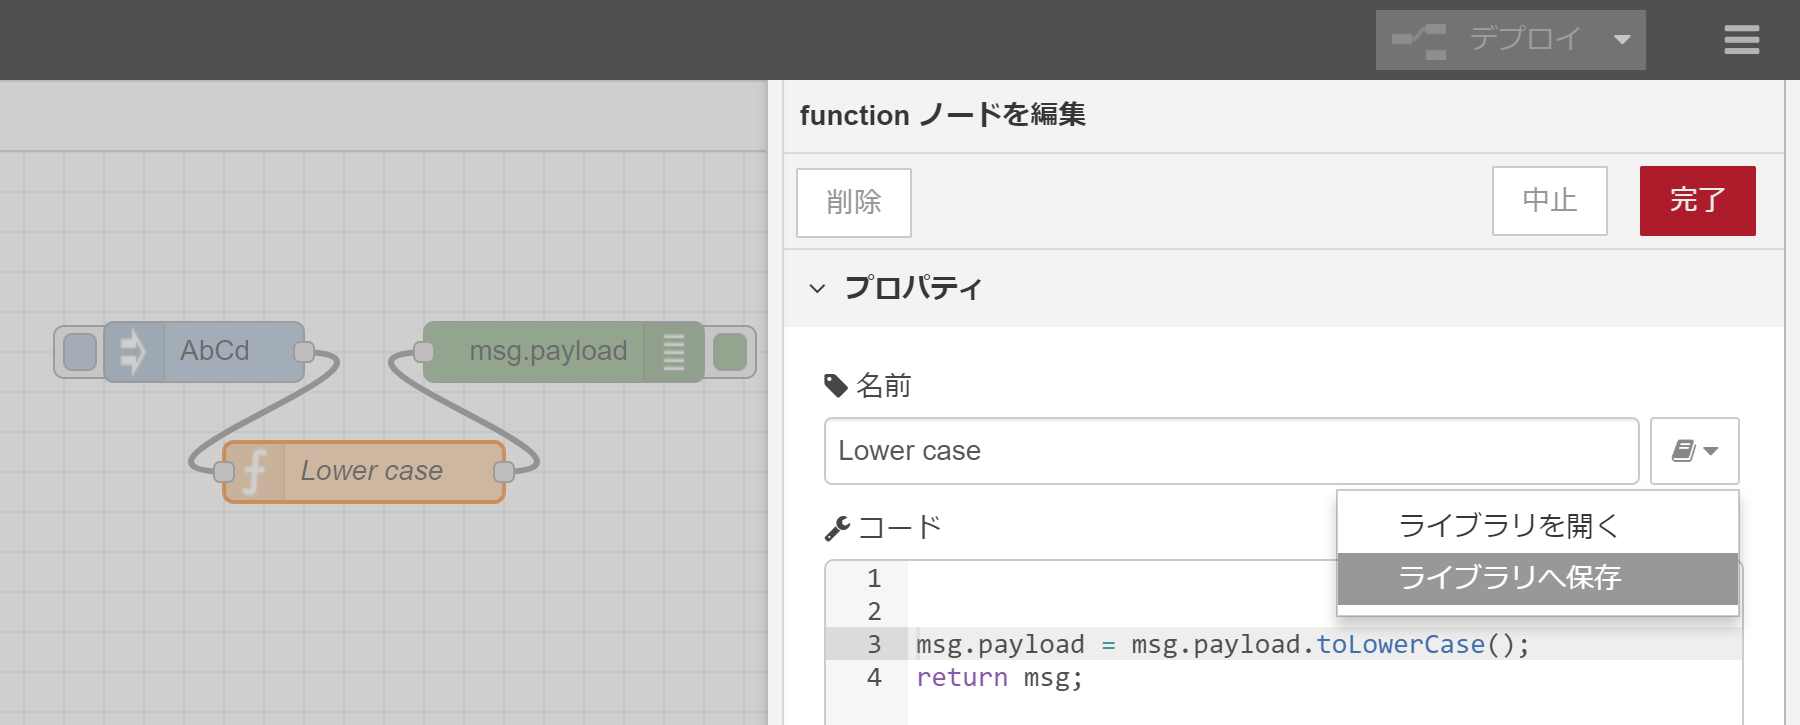 デプロイ
function ノードを編集
削除
中止
完了
プロパティ
AbCd
msg.payload
Lower case
名前
Lower case
ライブラリを開く
ライブラリへ保存
コード
1
2
3 msg.payload = msg.payload.toLowerCase();
4 return msg;